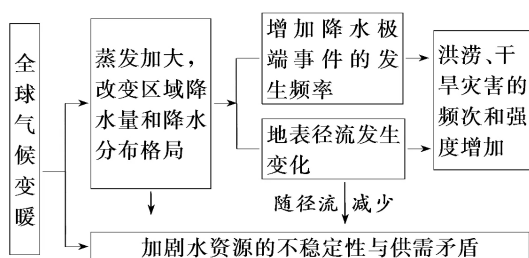 全球气候变暖
蒸发加大，
改变区域降
水量和降水
分布格局
增加降水极
端事件的发
生频率
地表径流发生
变化
洪涝、干
旱灾害的
频次和强
度增加
随径流 减少
加剧水资源的不稳定性与供需矛盾